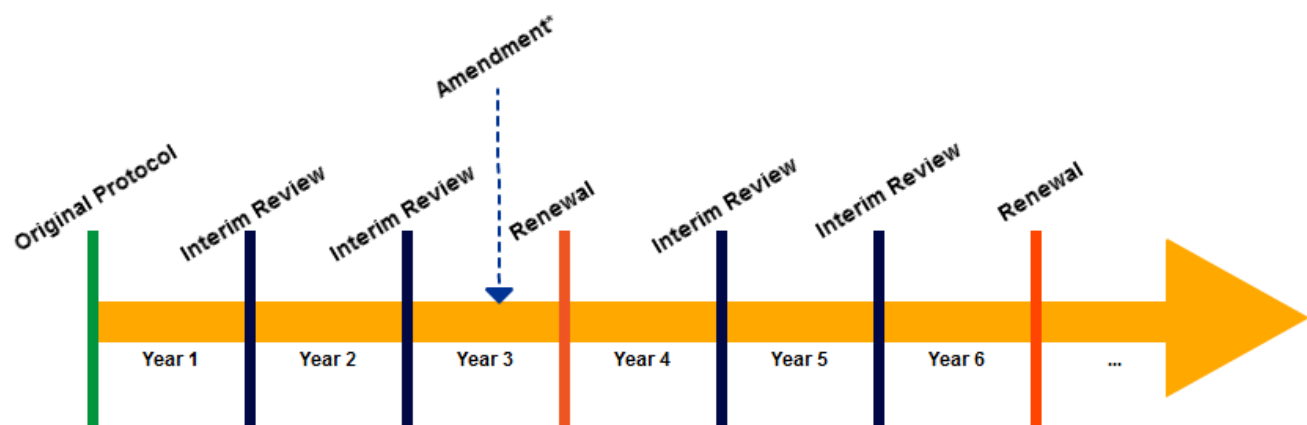 Original Protocol
Interim Review
Interim Review
Amendment*
Renewal
Interim Review
Interim Review
Renewal
Year 1
Year 2
Year 3
Year 4
Year 5
Year 6
...